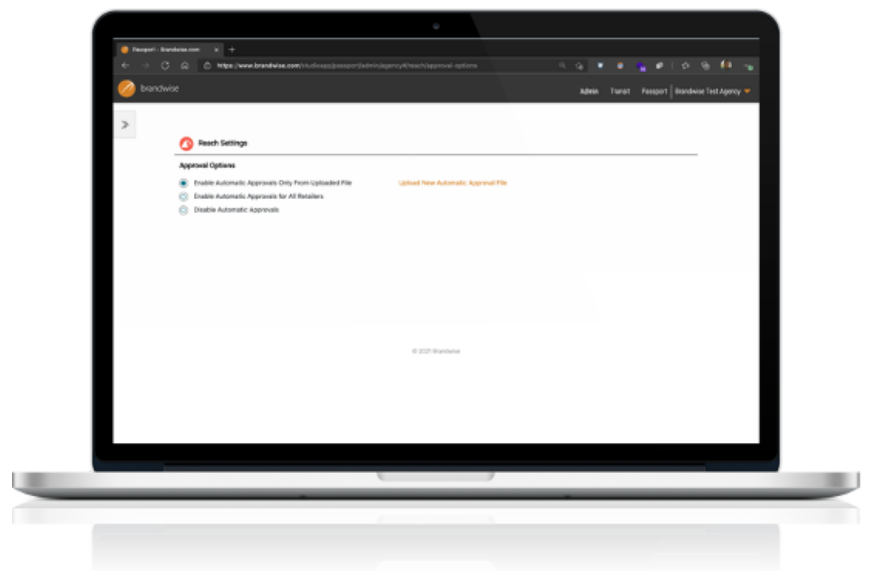 Passport - Brandwise.com
https://www.brandwise.com/studioapp/passport/admin/agency#/reach/approval-options
brandwise
Admin Transit Passport Brandwise Test Agency
Reach Settings
Approval Options
Enable Automatic Approvals Only From Uploaded File Upload New Automatic Approval File
Enable Automatic Approvals for All Retailers
Disable Automatic Approvals
© 2021 Brandwise